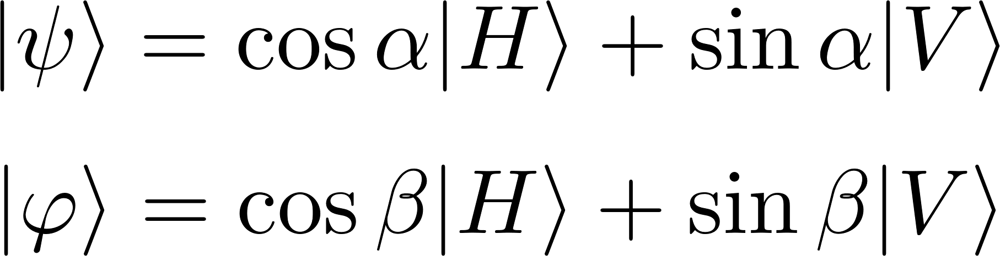 |ψ⟩ = cos α|H⟩ + sin α|V⟩
|φ⟩ = cos β|H⟩ + sin β|V⟩